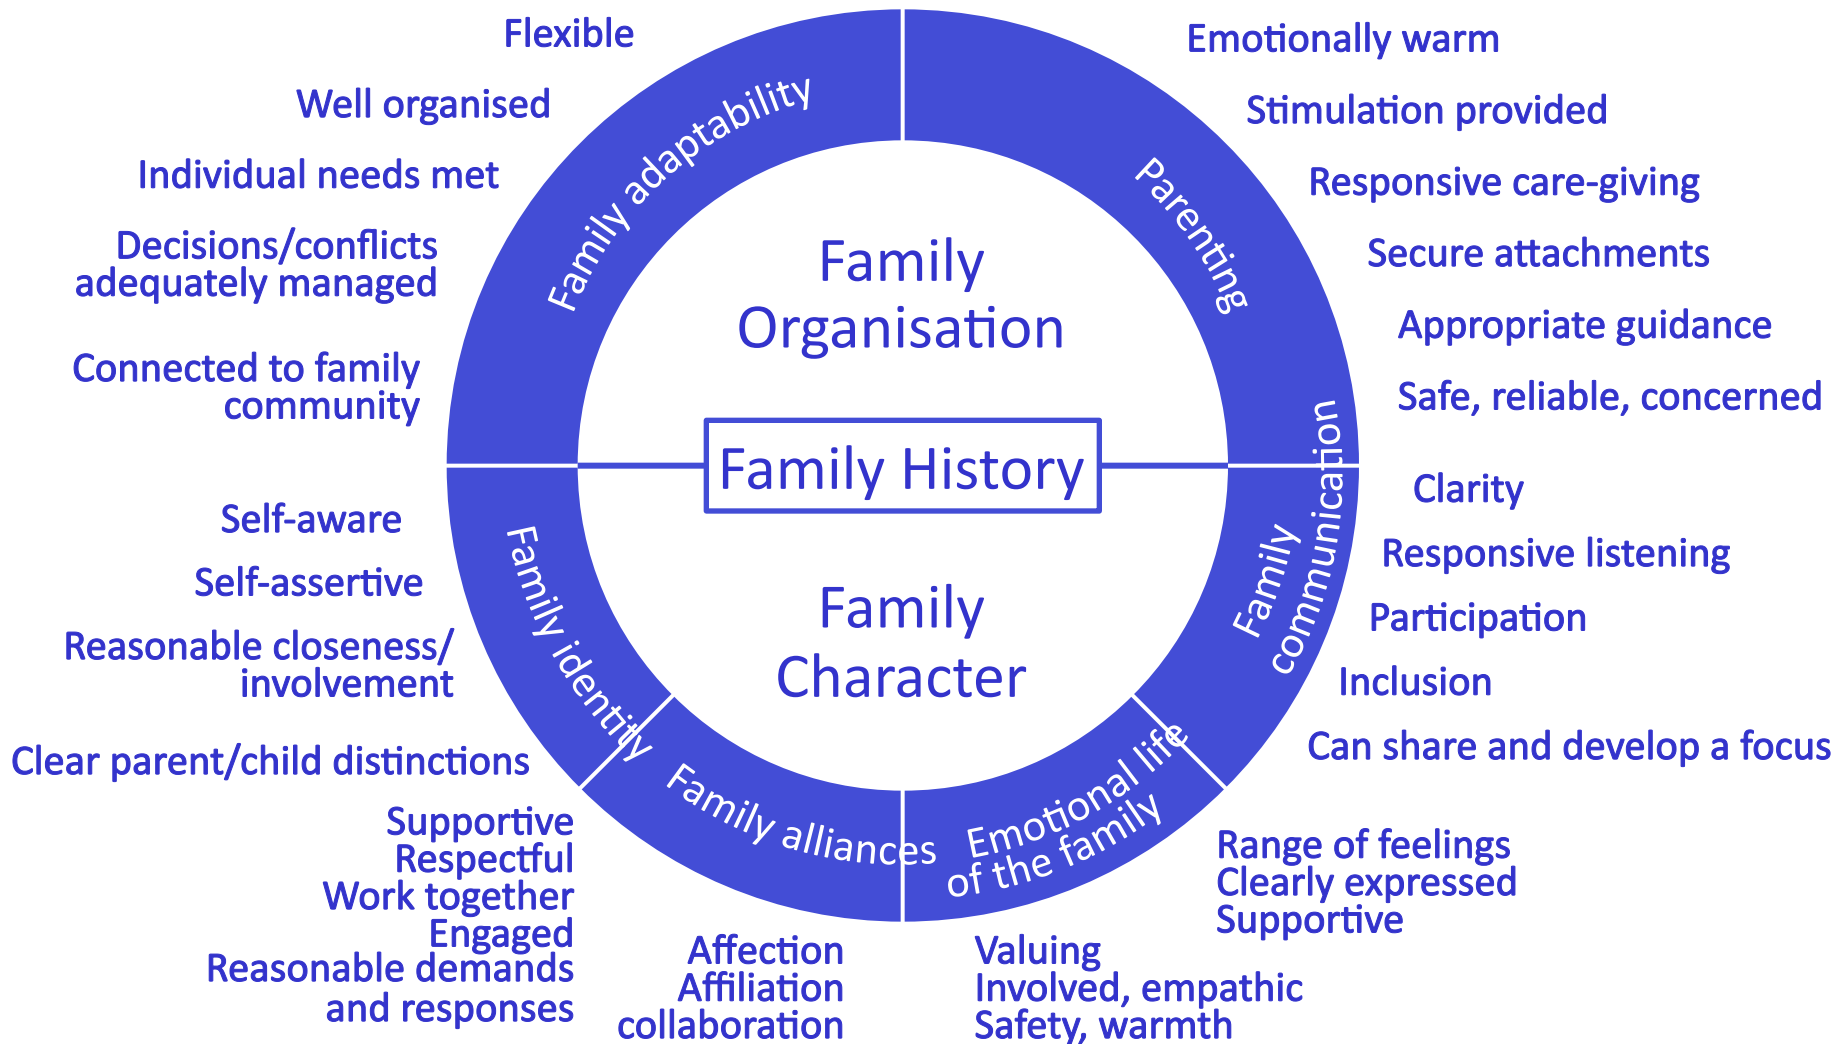 Flexible
Well organised
Individual needs met
Decisions/conflicts
adequately managed
Connected to family
community
Family adaptability
Parenting
Emotionally warm
Stimulation provided
Responsive care-giving
Secure attachments
Appropriate guidance
Safe, reliable, concerned
Family
Organisation
Family History
Family
Character
Self-aware
Self-assertive
Reasonable closeness/
involvement
Clear parent/child distinctions
Family identity
Family
communication
Clarity
Responsive listening
Participation
Inclusion
Can share and develop a focus
Family alliances
Supportive
Respectful
Work together
Engaged
Reasonable demands
and responses
Affection
Affiliation
collaboration
Emotional life
of the family
Valuing
Involved, empathic
Safety, warmth
Range of feelings
Clearly expressed
Supportive